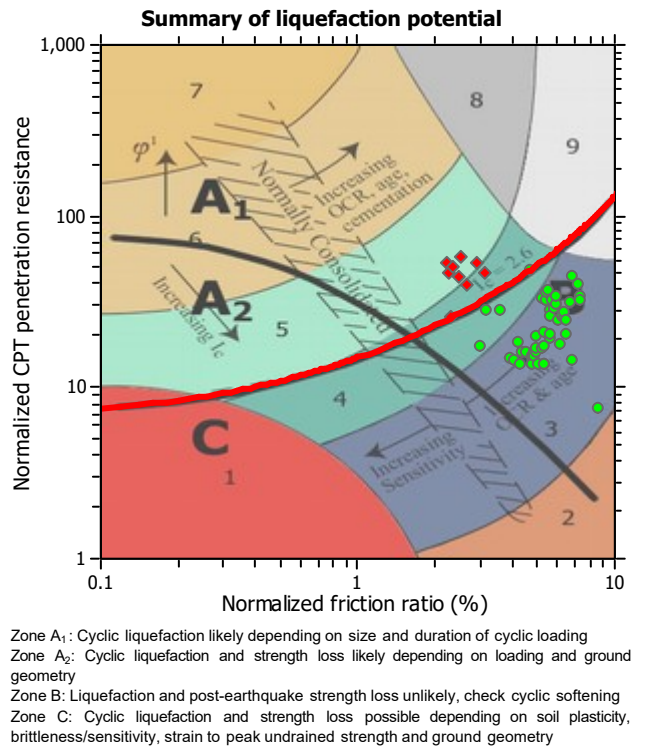 Summary of liquefaction potential
1,000
7
8
φ'
9
Normalized CPT penetration resistance
Increasing
OCR, age,
cementation
A1
Normally Consolidated
100
6
A2
Ic = 2.6
B
Increasing Ic
5
10
4
Increasing
OCR & age
C
3
Increasing
Sensitivity
1
2
1
0.1
1
10
Normalized friction ratio (%)
Zone A1: Cyclic liquefaction likely depending on size and duration of cyclic loading
Zone A2: Cyclic liquefaction and strength loss likely depending on loading and ground
geometry
Zone B: Liquefaction and post-earthquake strength loss unlikely, check cyclic softening
Zone C: Cyclic liquefaction and strength loss possible depending on soil plasticity,
brittleness/sensitivity, strain to peak undrained strength and ground geometry